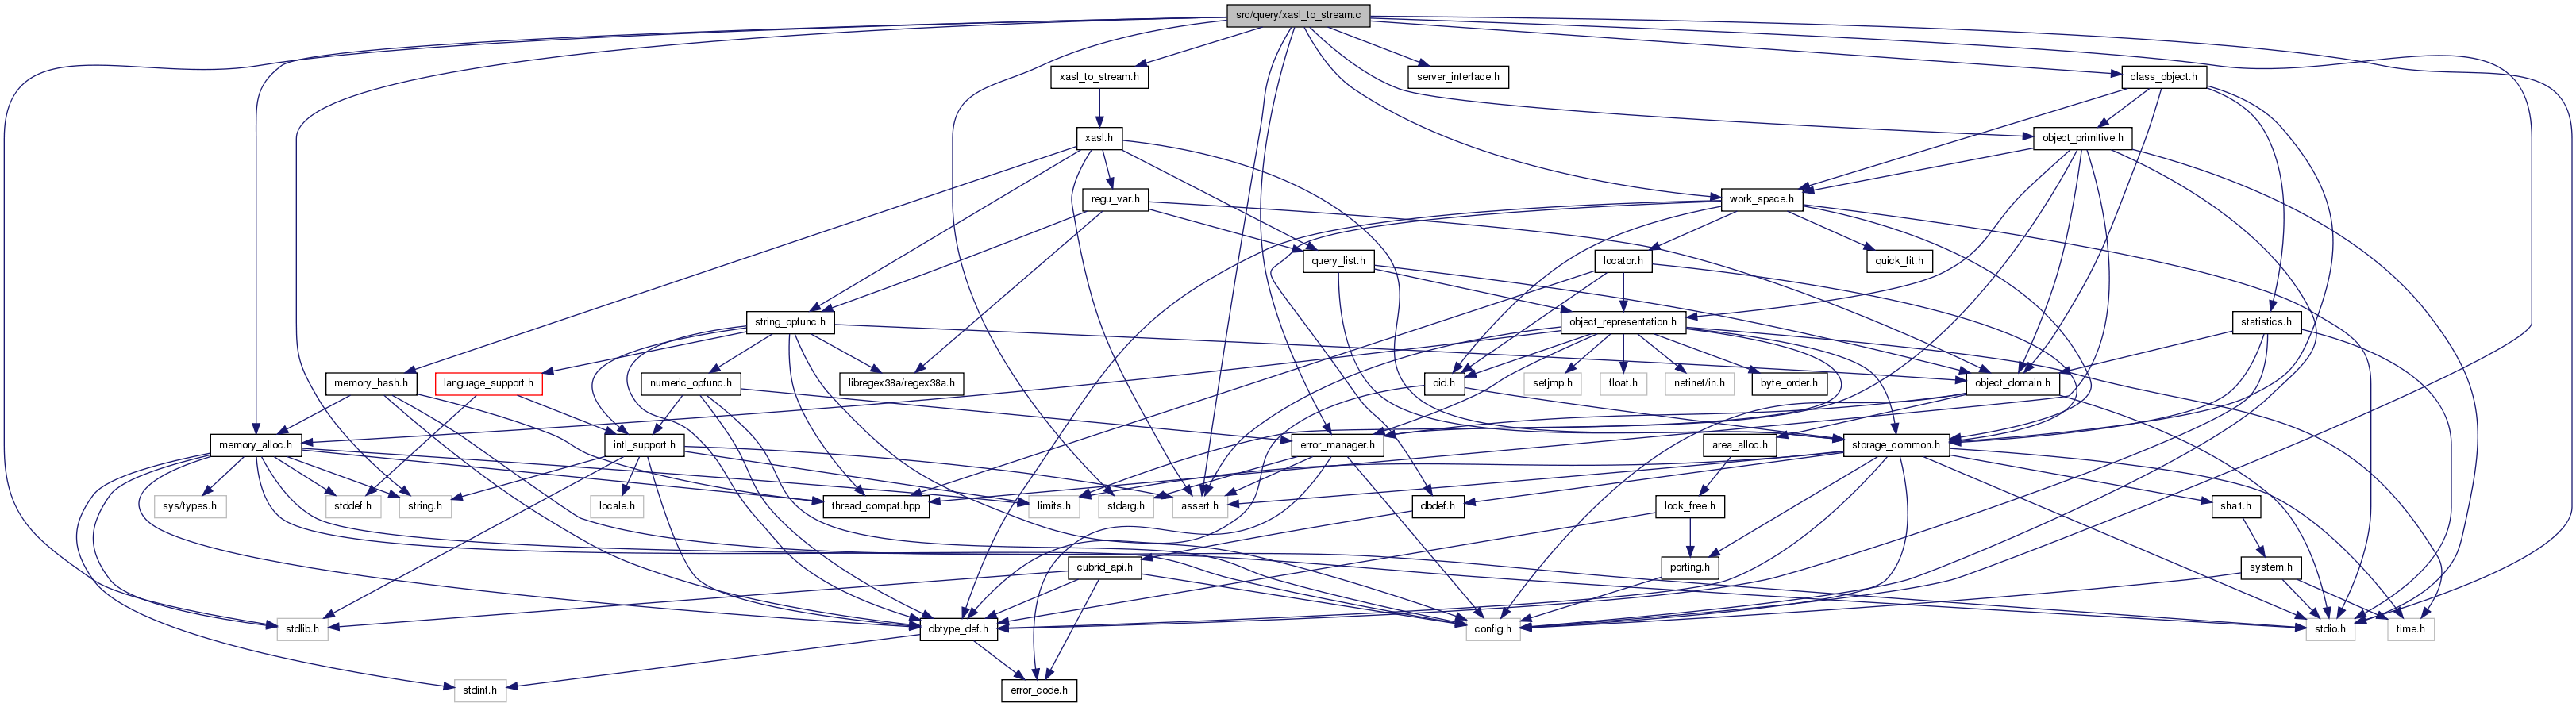 src/query/xasl_to_stream.c
xasl_to_stream.h
server_interface.h
class_object.h
xasl.h
object_primitive.h
regu_var.h
work_space.h
query_list.h
locator.h
quick_fit.h
string_opfunc.h
object_representation.h
statistics.h
memory_hash.h
language_support.h
numeric_opfunc.h
libregex38a/regex38a.h
oid.h
setjmp.h
float.h
netinet/in.h
byte_order.h
object_domain.h
memory_alloc.h
intl_support.h
error_manager.h
area_alloc.h
storage_common.h
sys/types.h
stddef.h
string.h
locale.h
thread_compat.hpp
limits.h
stdarg.h
assert.h
dbdef.h
lock_free.h
sha1.h
cubrid_api.h
porting.h
system.h
stdlib.h
dbtype_def.h
config.h
stdio.h
time.h
stdint.h
error_code.h